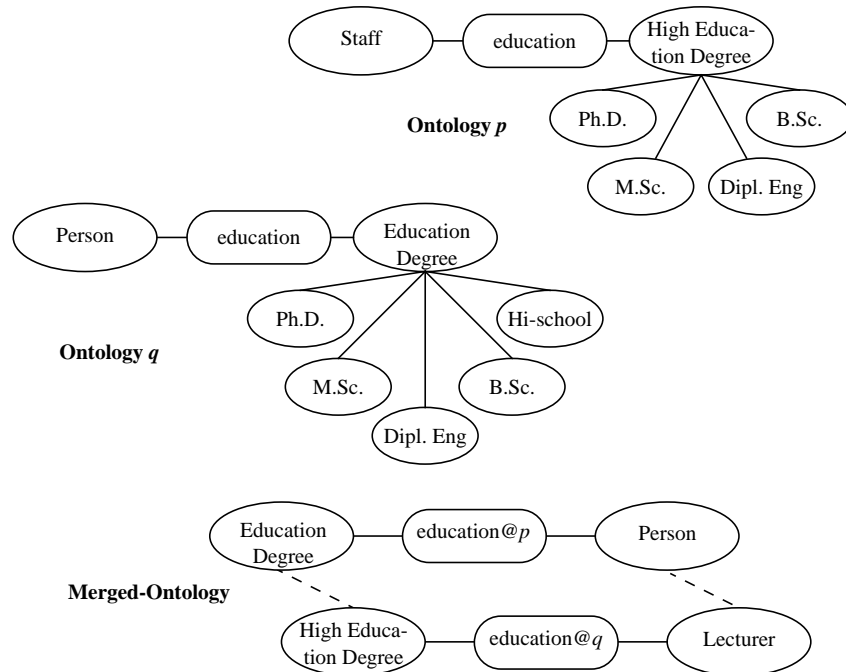 Staff
education
High Educa-
tion Degree
Ph.D.
B.Sc.
Ontology p
M.Sc.
Dipl. Eng
Person
education
Education
Degree
Ph.D.
Hi-school
Ontology q
M.Sc.
B.Sc.
Dipl. Eng
Education
Degree
education@p
Person
Merged-Ontology
High Educa-
tion Degree
education@q
Lecturer